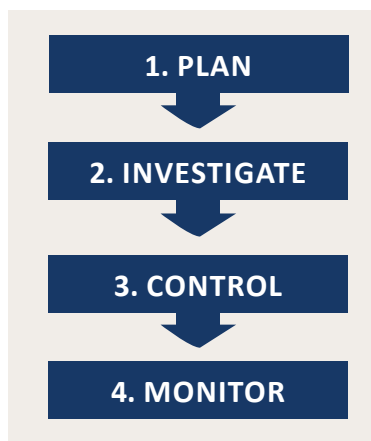 1. PLAN
2. INVESTIGATE
3. CONTROL
4. MONITOR